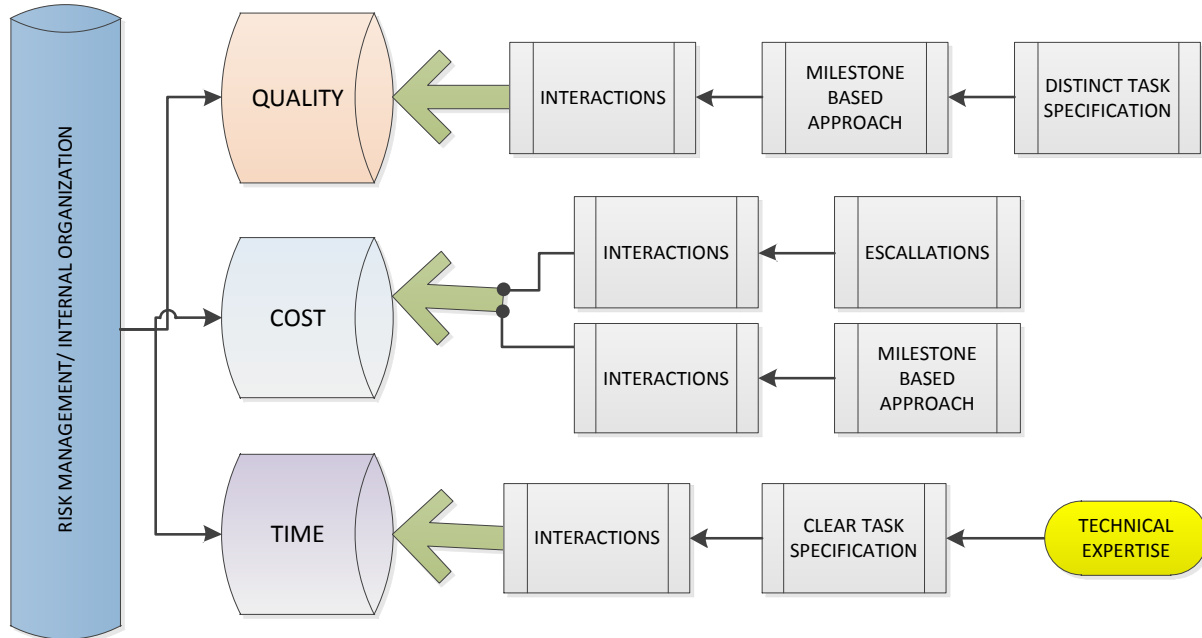 RISK MANAGEMENT/ INTERNAL ORGANIZATION
QUALITY
INTERACTIONS
MILESTONE
BASED
APPROACH
DISTINCT TASK
SPECIFICATION
COST
INTERACTIONS
ESCALLATIONS
INTERACTIONS
MILESTONE
BASED
APPROACH
TIME
INTERACTIONS
CLEAR TASK
SPECIFICATION
TECHNICAL
EXPERTISE